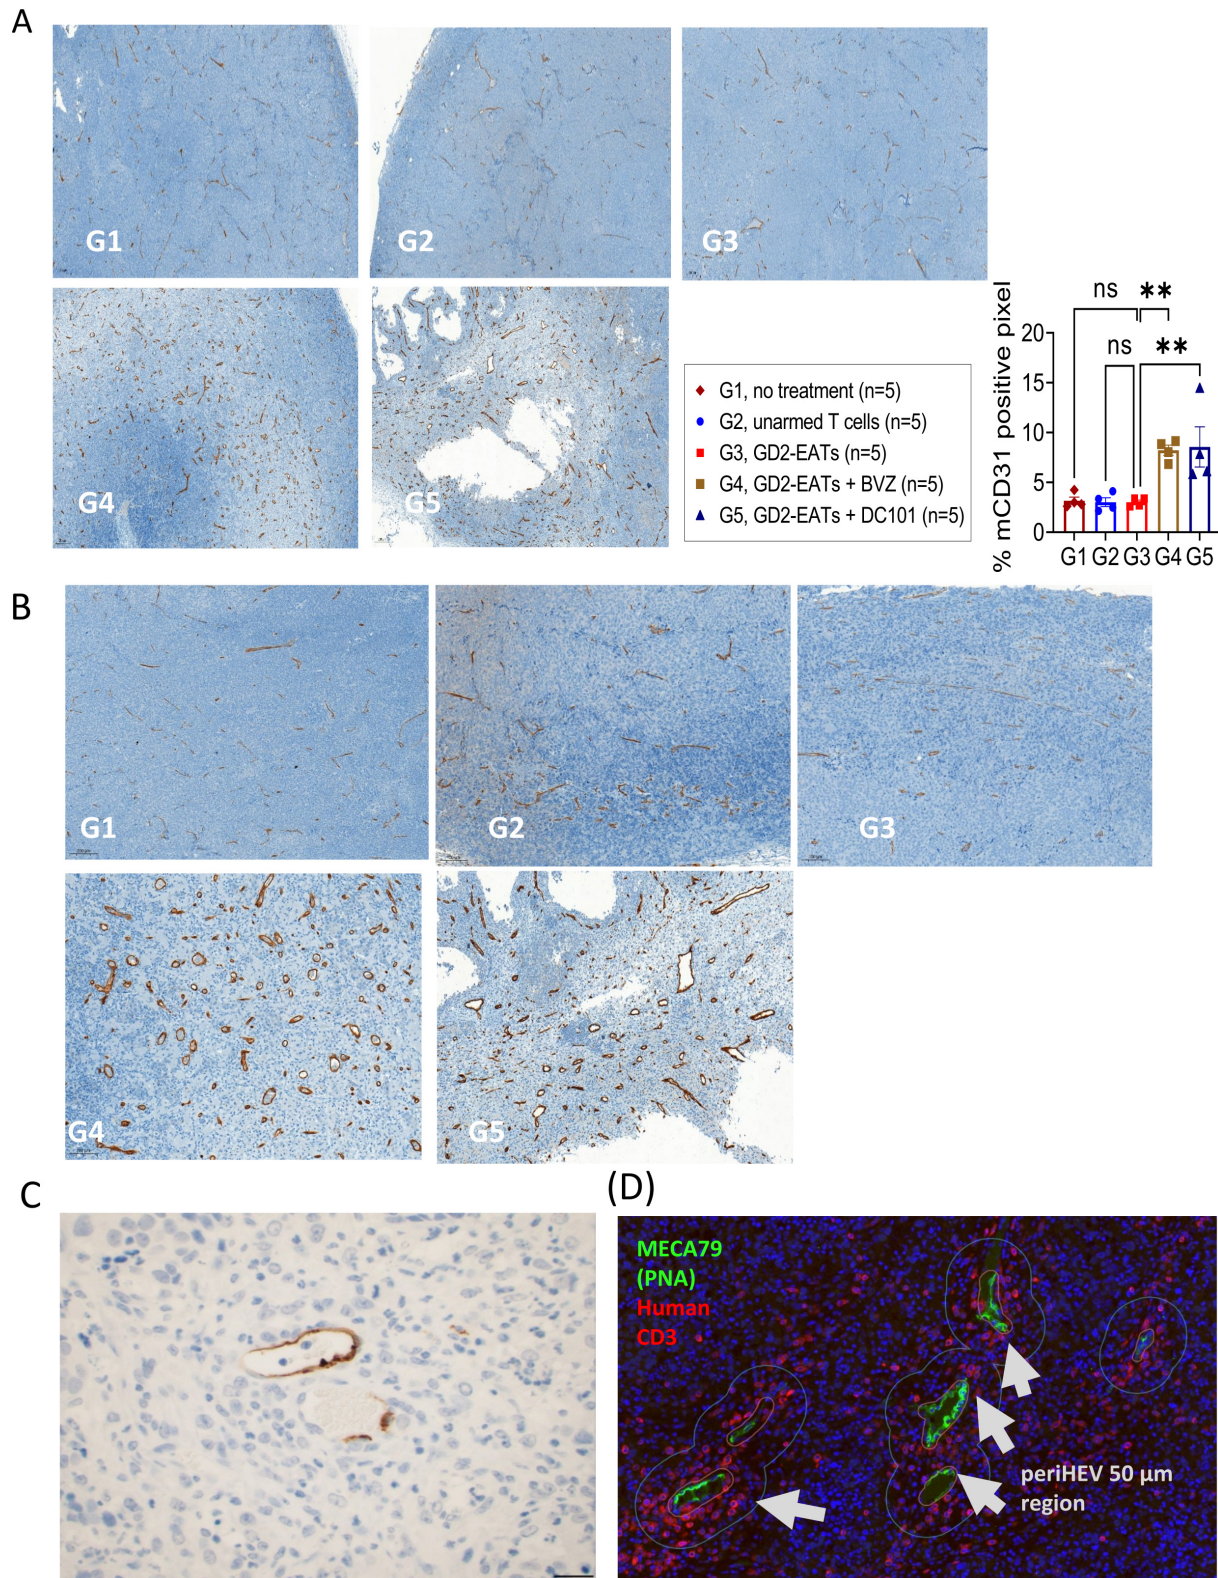 A
G1
G2
G3
G4
G5
G1, no treatment (n=5)
G2, unarmed T cells (n=5)
G3, GD2-EATs (n=5)
G4, GD2-EATs + BVZ (n=5)
G5, GD2-EATs + DC101 (n=5)
% mCD31 positive pixel
ns **
ns **
20
15
10
5
0
G1 G2 G3 G4 G5
B
G1
G2
G3
G4
G5
C
(D)
MECA79
(PNA)
Human
CD3
periHEV 50 µm
region